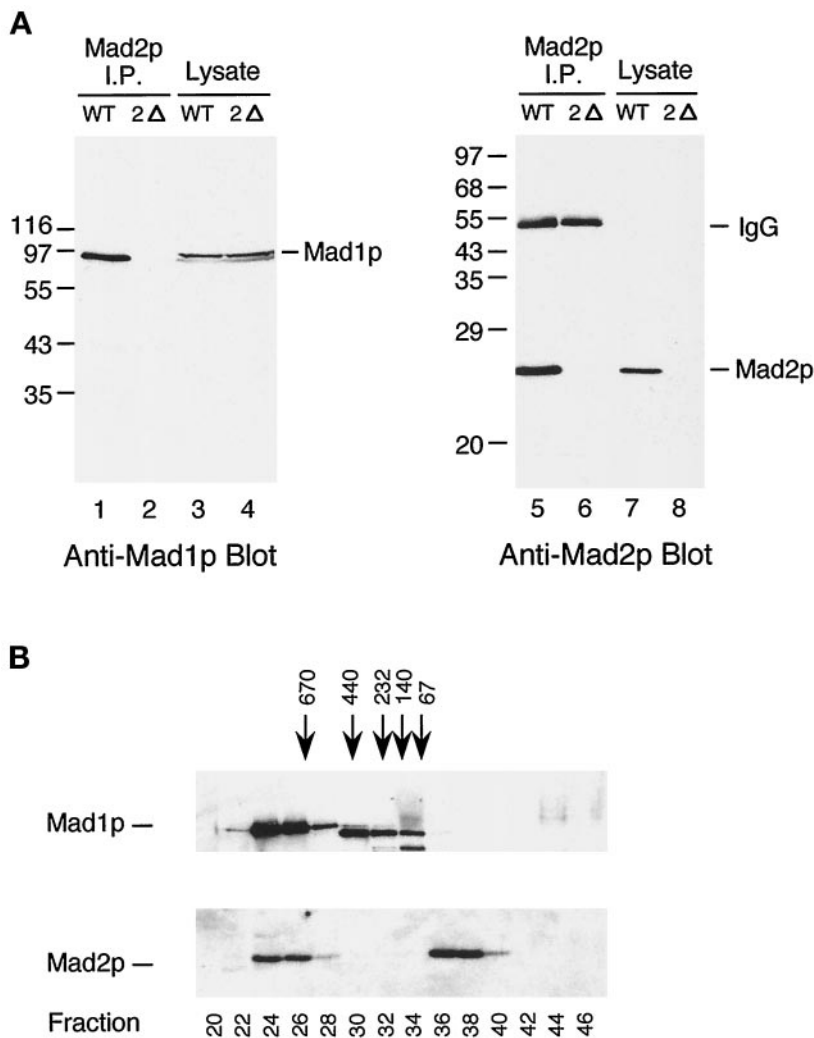 A
Mad2p I.P. Lysate
WT 2Δ WT 2Δ
116
97
55
43
35
Mad1p
1 2 3 4
Anti-Mad1p Blot
Mad2p I.P. Lysate
WT 2Δ WT 2Δ
97
68
55
43
35
29
20
IgG
Mad2p
5 6 7 8
Anti-Mad2p Blot
B
670 440 232 140 67
Mad1p
Mad2p
Fraction 20 22 24 26 28 30 32 34 36 38 40 42 44 46